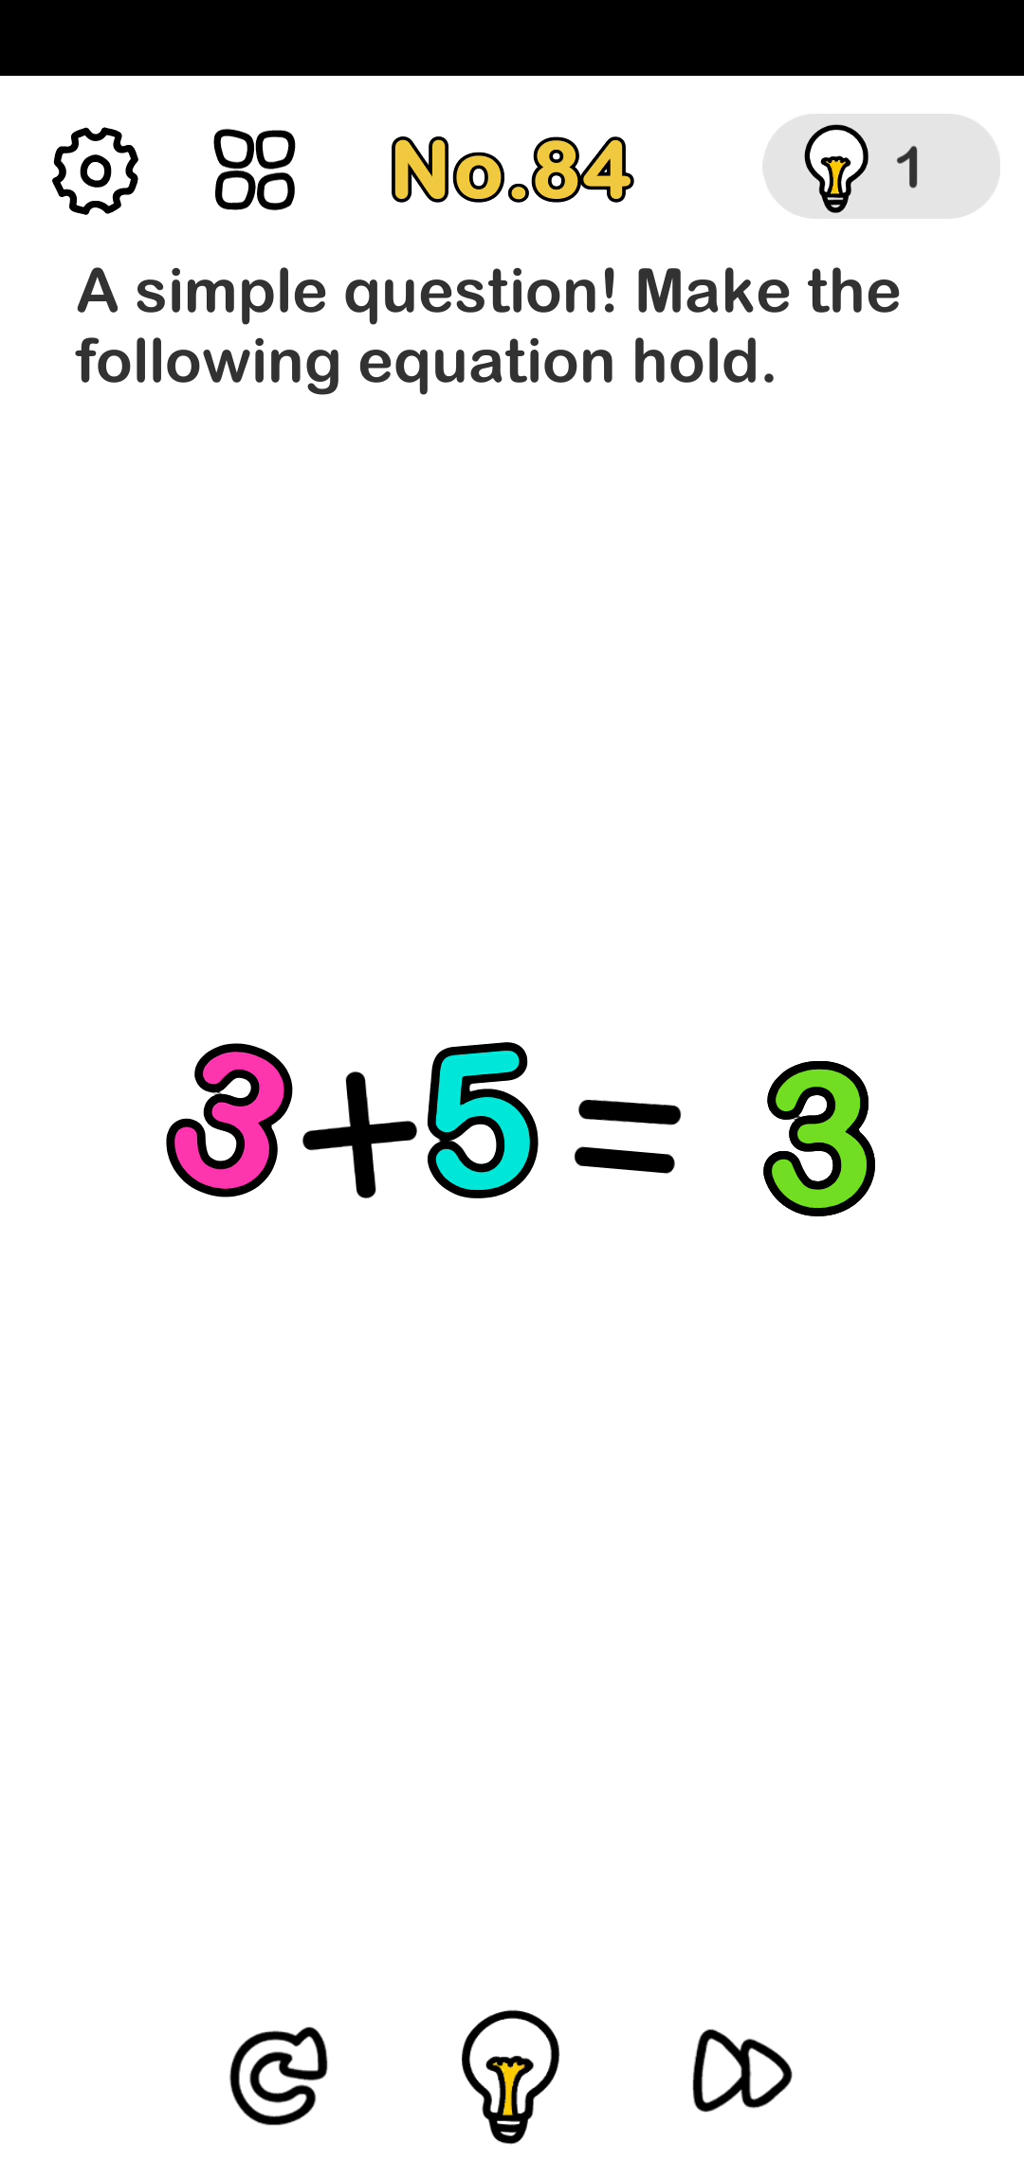 No.84
1
A simple question! Make the
following equation hold.
3+5= 3